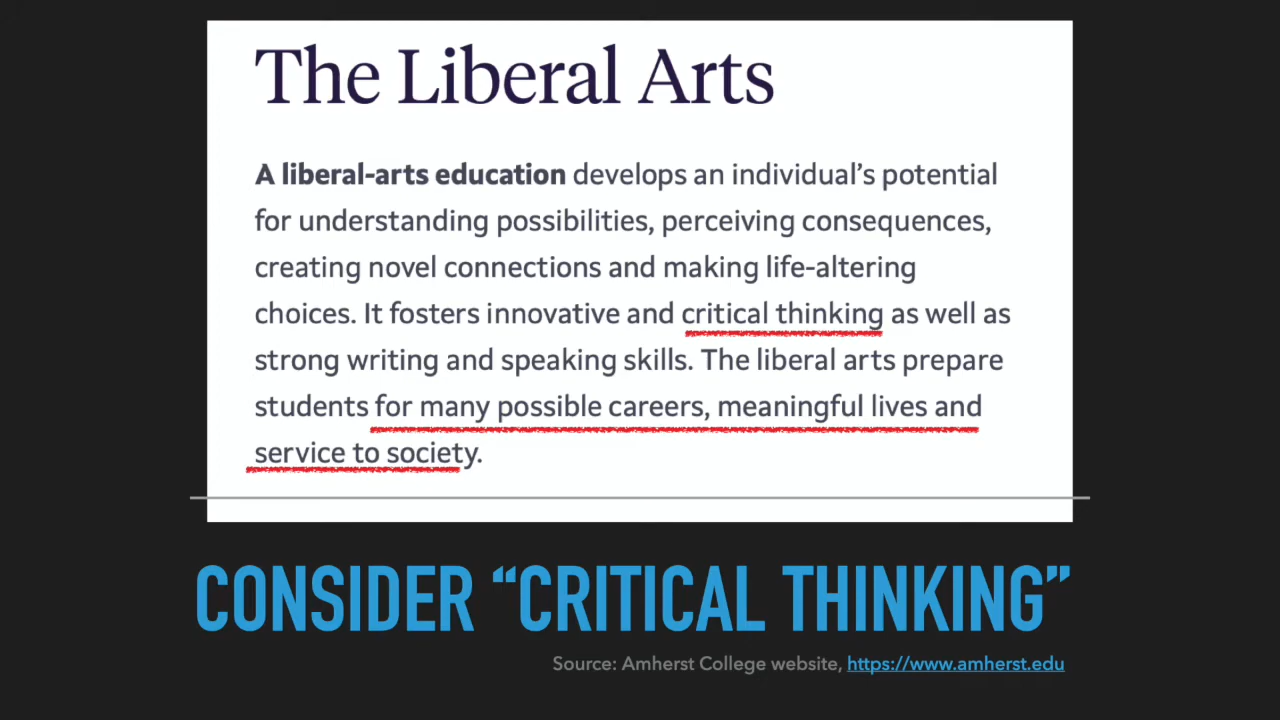 The Liberal Arts
A liberal-arts education develops an individual’s potential
for understanding possibilities, perceiving consequences,
creating novel connections and making life-altering
choices. It fosters innovative and critical thinking as well as
strong writing and speaking skills. The liberal arts prepare
students for many possible careers, meaningful lives and
service to society.
CONSIDER “CRITICAL THINKING”
Source: Amherst College website, https://www.amherst.edu